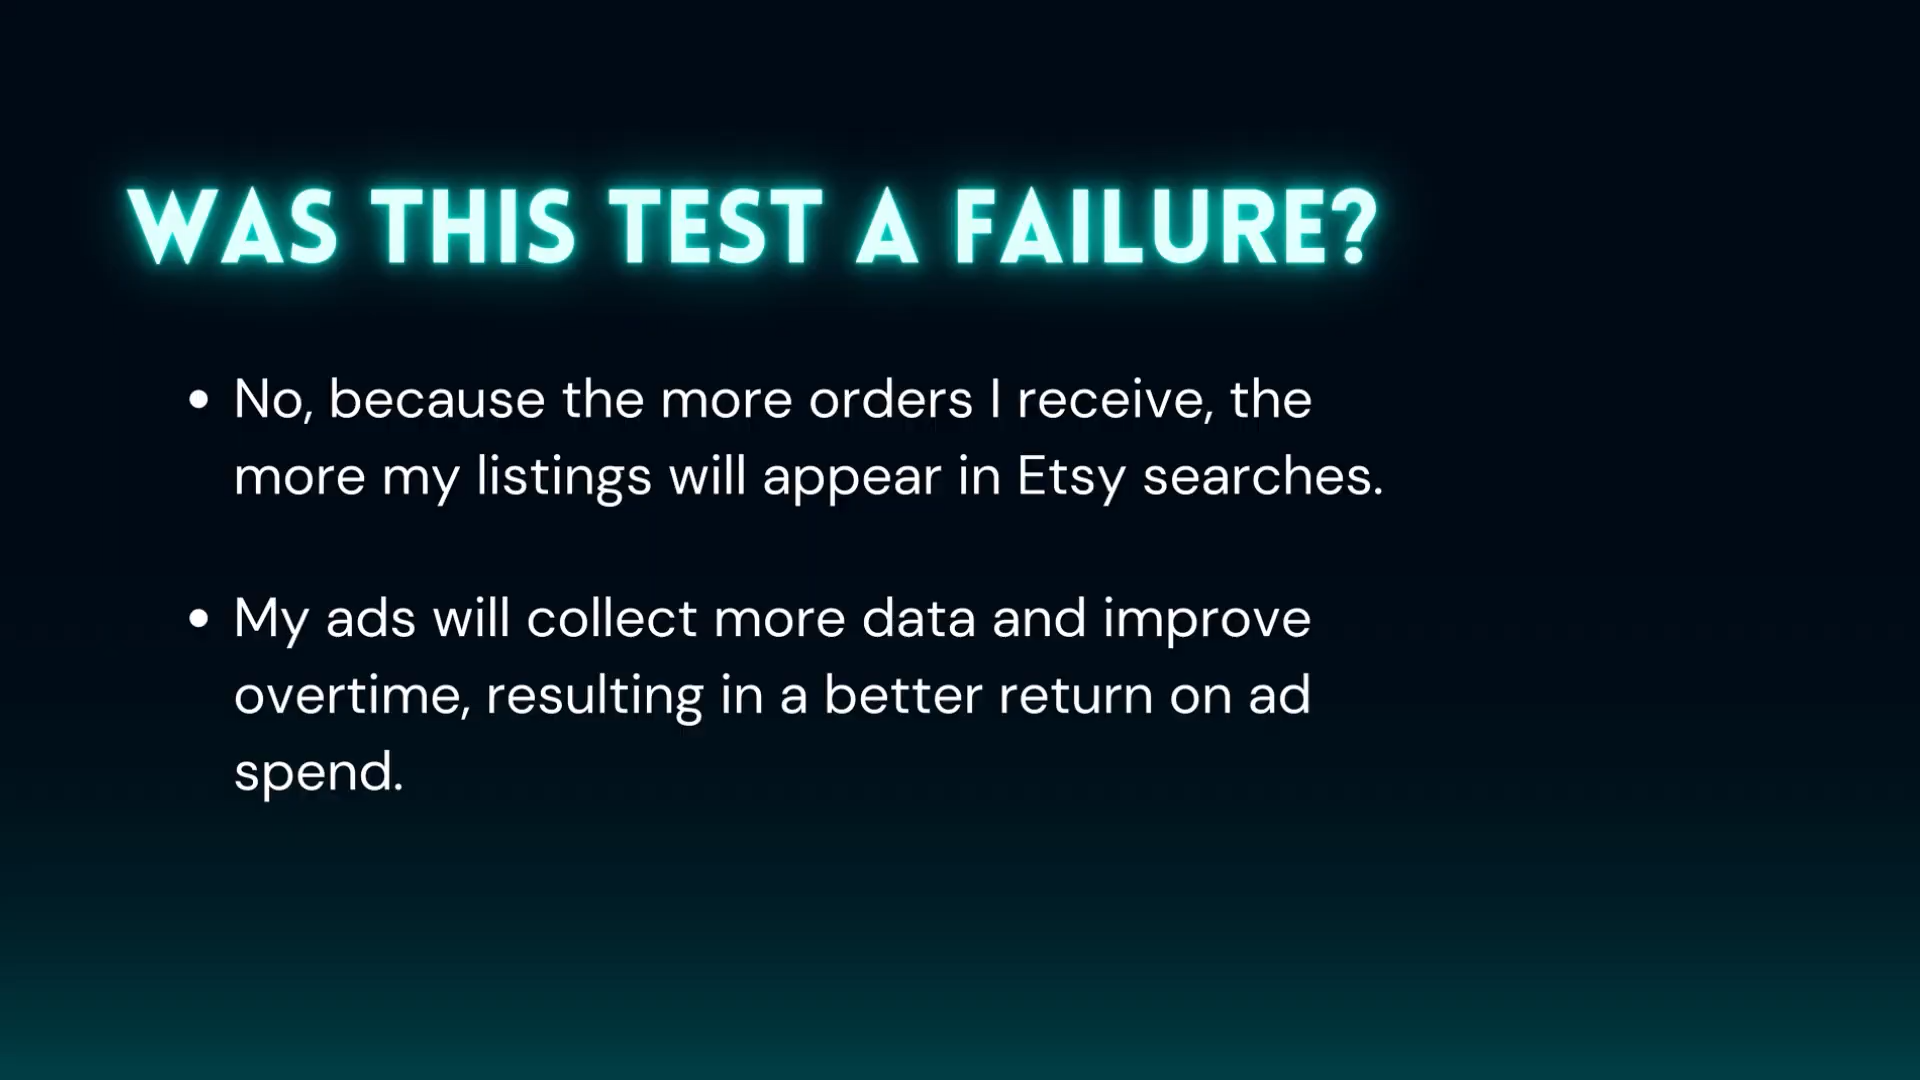 WAS THIS TEST A FAILURE?
• No, because the more orders I receive, the
more my listings will appear in Etsy searches.
• My ads will collect more data and improve
overtime, resulting in a better return on ad
spend.